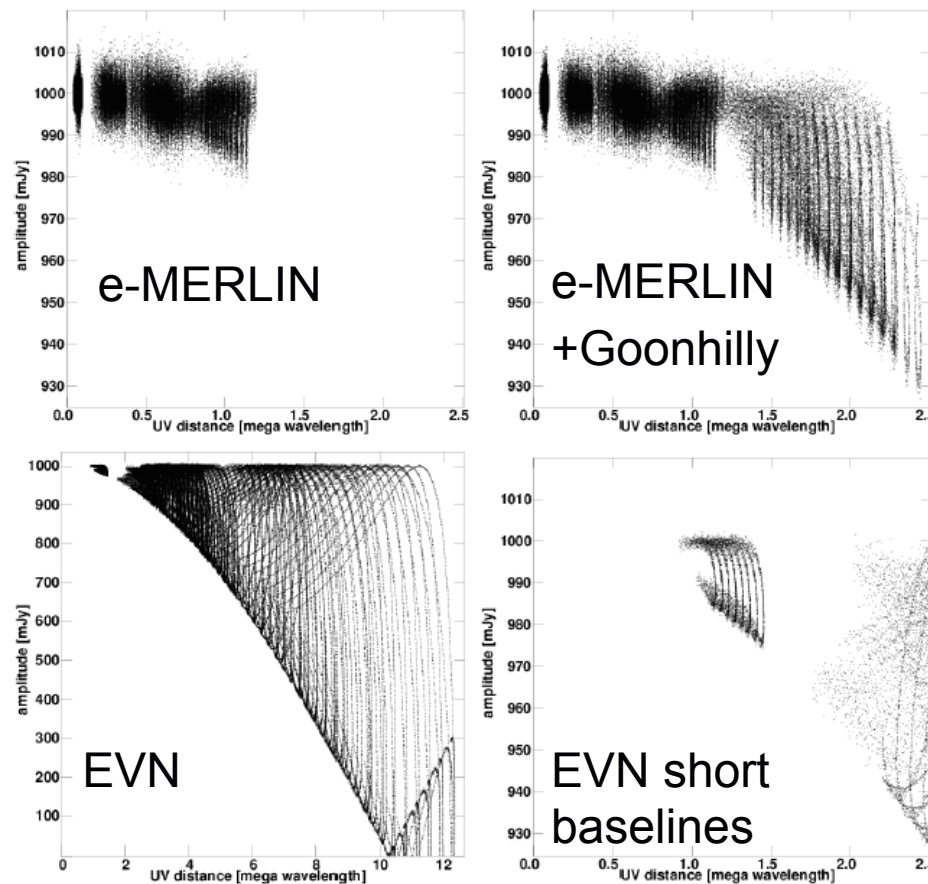 1010
1000
990
980
970
960
950
940
930
amplitude [mJy]
e-MERLIN
0.0 0.5 1.0 1.5 2.0 2.5
UV distance [mega wavelength]
1010
1000
990
980
970
960
950
940
930
amplitude [mJy]
e-MERLIN
+Goonhilly
0.0 0.5 1.0 1.5 2.0 2.5
UV distance [mega wavelength]
1000
900
800
700
600
500
400
300
200
100
amplitude [mJy]
EVN
0 2 4 6 8 10 12
UV distance [mega wavelength]
1010
1000
990
980
970
960
950
940
930
amplitude [mJy]
EVN short
baselines
0.0 0.5 1.0 1.5 2.0 2.5
UV distance [mega wavelength]